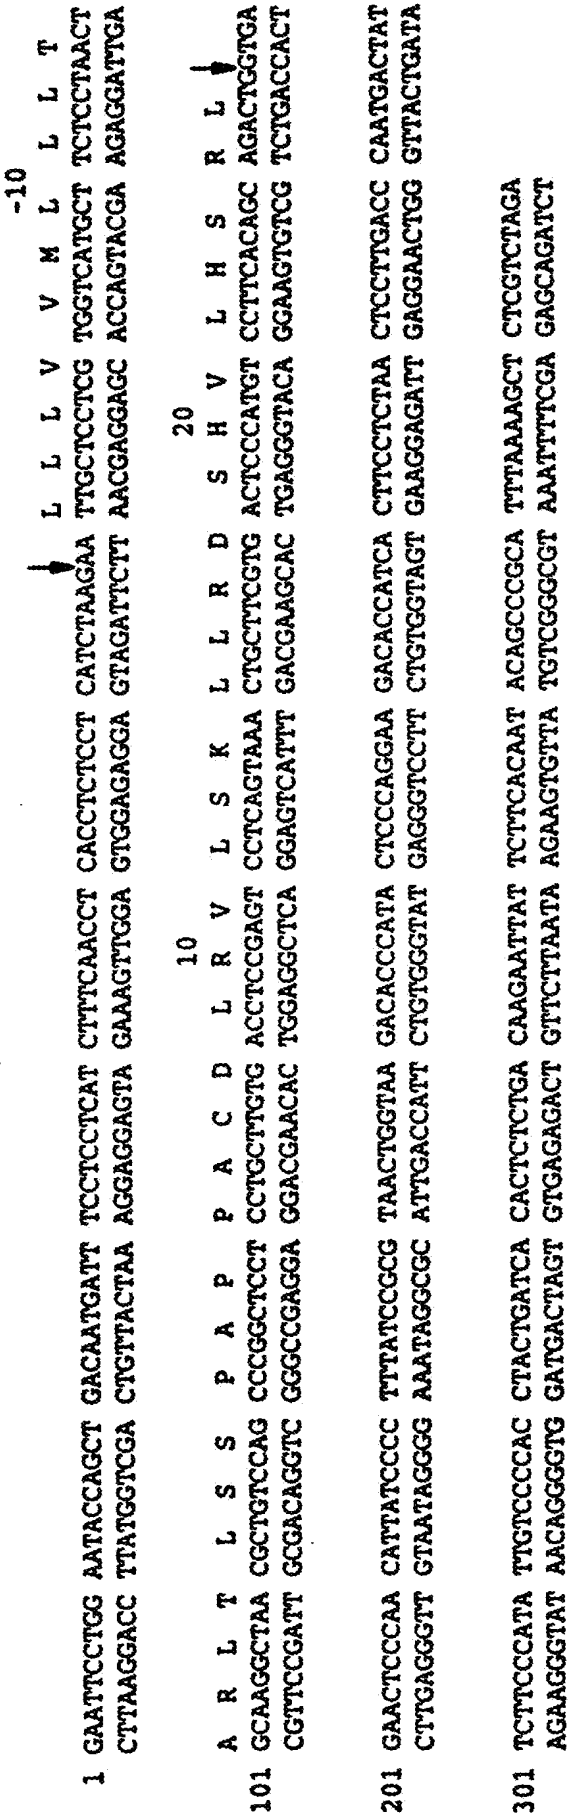 -10
L L L V V M L L L T
1 GAATTCCTGG AATACCAGCT GACAATGATT TCCTCCTCAT CTTTCAACCT CACCTCTCCT CATCTAAGAA TTGCTCCTCG TGGTCATGCT TCTCCTAACT
CTTAAGGACC TTATGGTCGA CTGTTACTAA AGGAGGAGTA GAAAGTTGGA GTGGAGAGGA GTAGATTCTT AACGAGGAGC ACCAGTACGA AGAGGATTGA
10 20
A R L T L S S P A P P A C D L R V L S K L L R D S H V L H S R L
101 GCAAGGCTAA CGCTGTCCAG CCCGGCTCCT CCTGCTTGTG ACCTCCGAGT CCTCAGTAAA CTGCTTCGTG ACTCCCATGT CCTTCACAGC AGACTGGTGA
CGTTCCGATT GCGACAGGTC GGGCCGAGGA GGACGAACAC TGGAGGCTCA GGAGTCATTT GACGAAGCAC TGAGGGTACA GGAAGTGTCG TCTGACCACT
201 GAACTCCCAA CATTATCCCC TTTATCCGCG TAACTGGTAA GACACCCATA CTCCCAGGAA GACACCATCA CTTCCTCTAA CTCCTTGACC CAATGACTAT
CTTGAGGGTT GTAATAGGGG AAATAGGCGC ATTGACCATT CTGTGGGTAT GAGGGTCCTT CTGTGGTAGT GAAGGAGATT GAGGAACTGG GTTACTGATA
301 TCTTCCCATA TTGTCCCCAC CTACTGATCA CACTCTCTGA CAAGAATTAT TCTTCACAAT ACAGCCCGCA TTTAAAAGCT CTCGTCTAGA
AGAAGGGTAT AACAGGGGTG GATGACTAGT GTGAGAGACT GTTCTTAATA AGAAGTGTTA TGTCGGGCGT AAATTTTCGA GAGCAGATCT